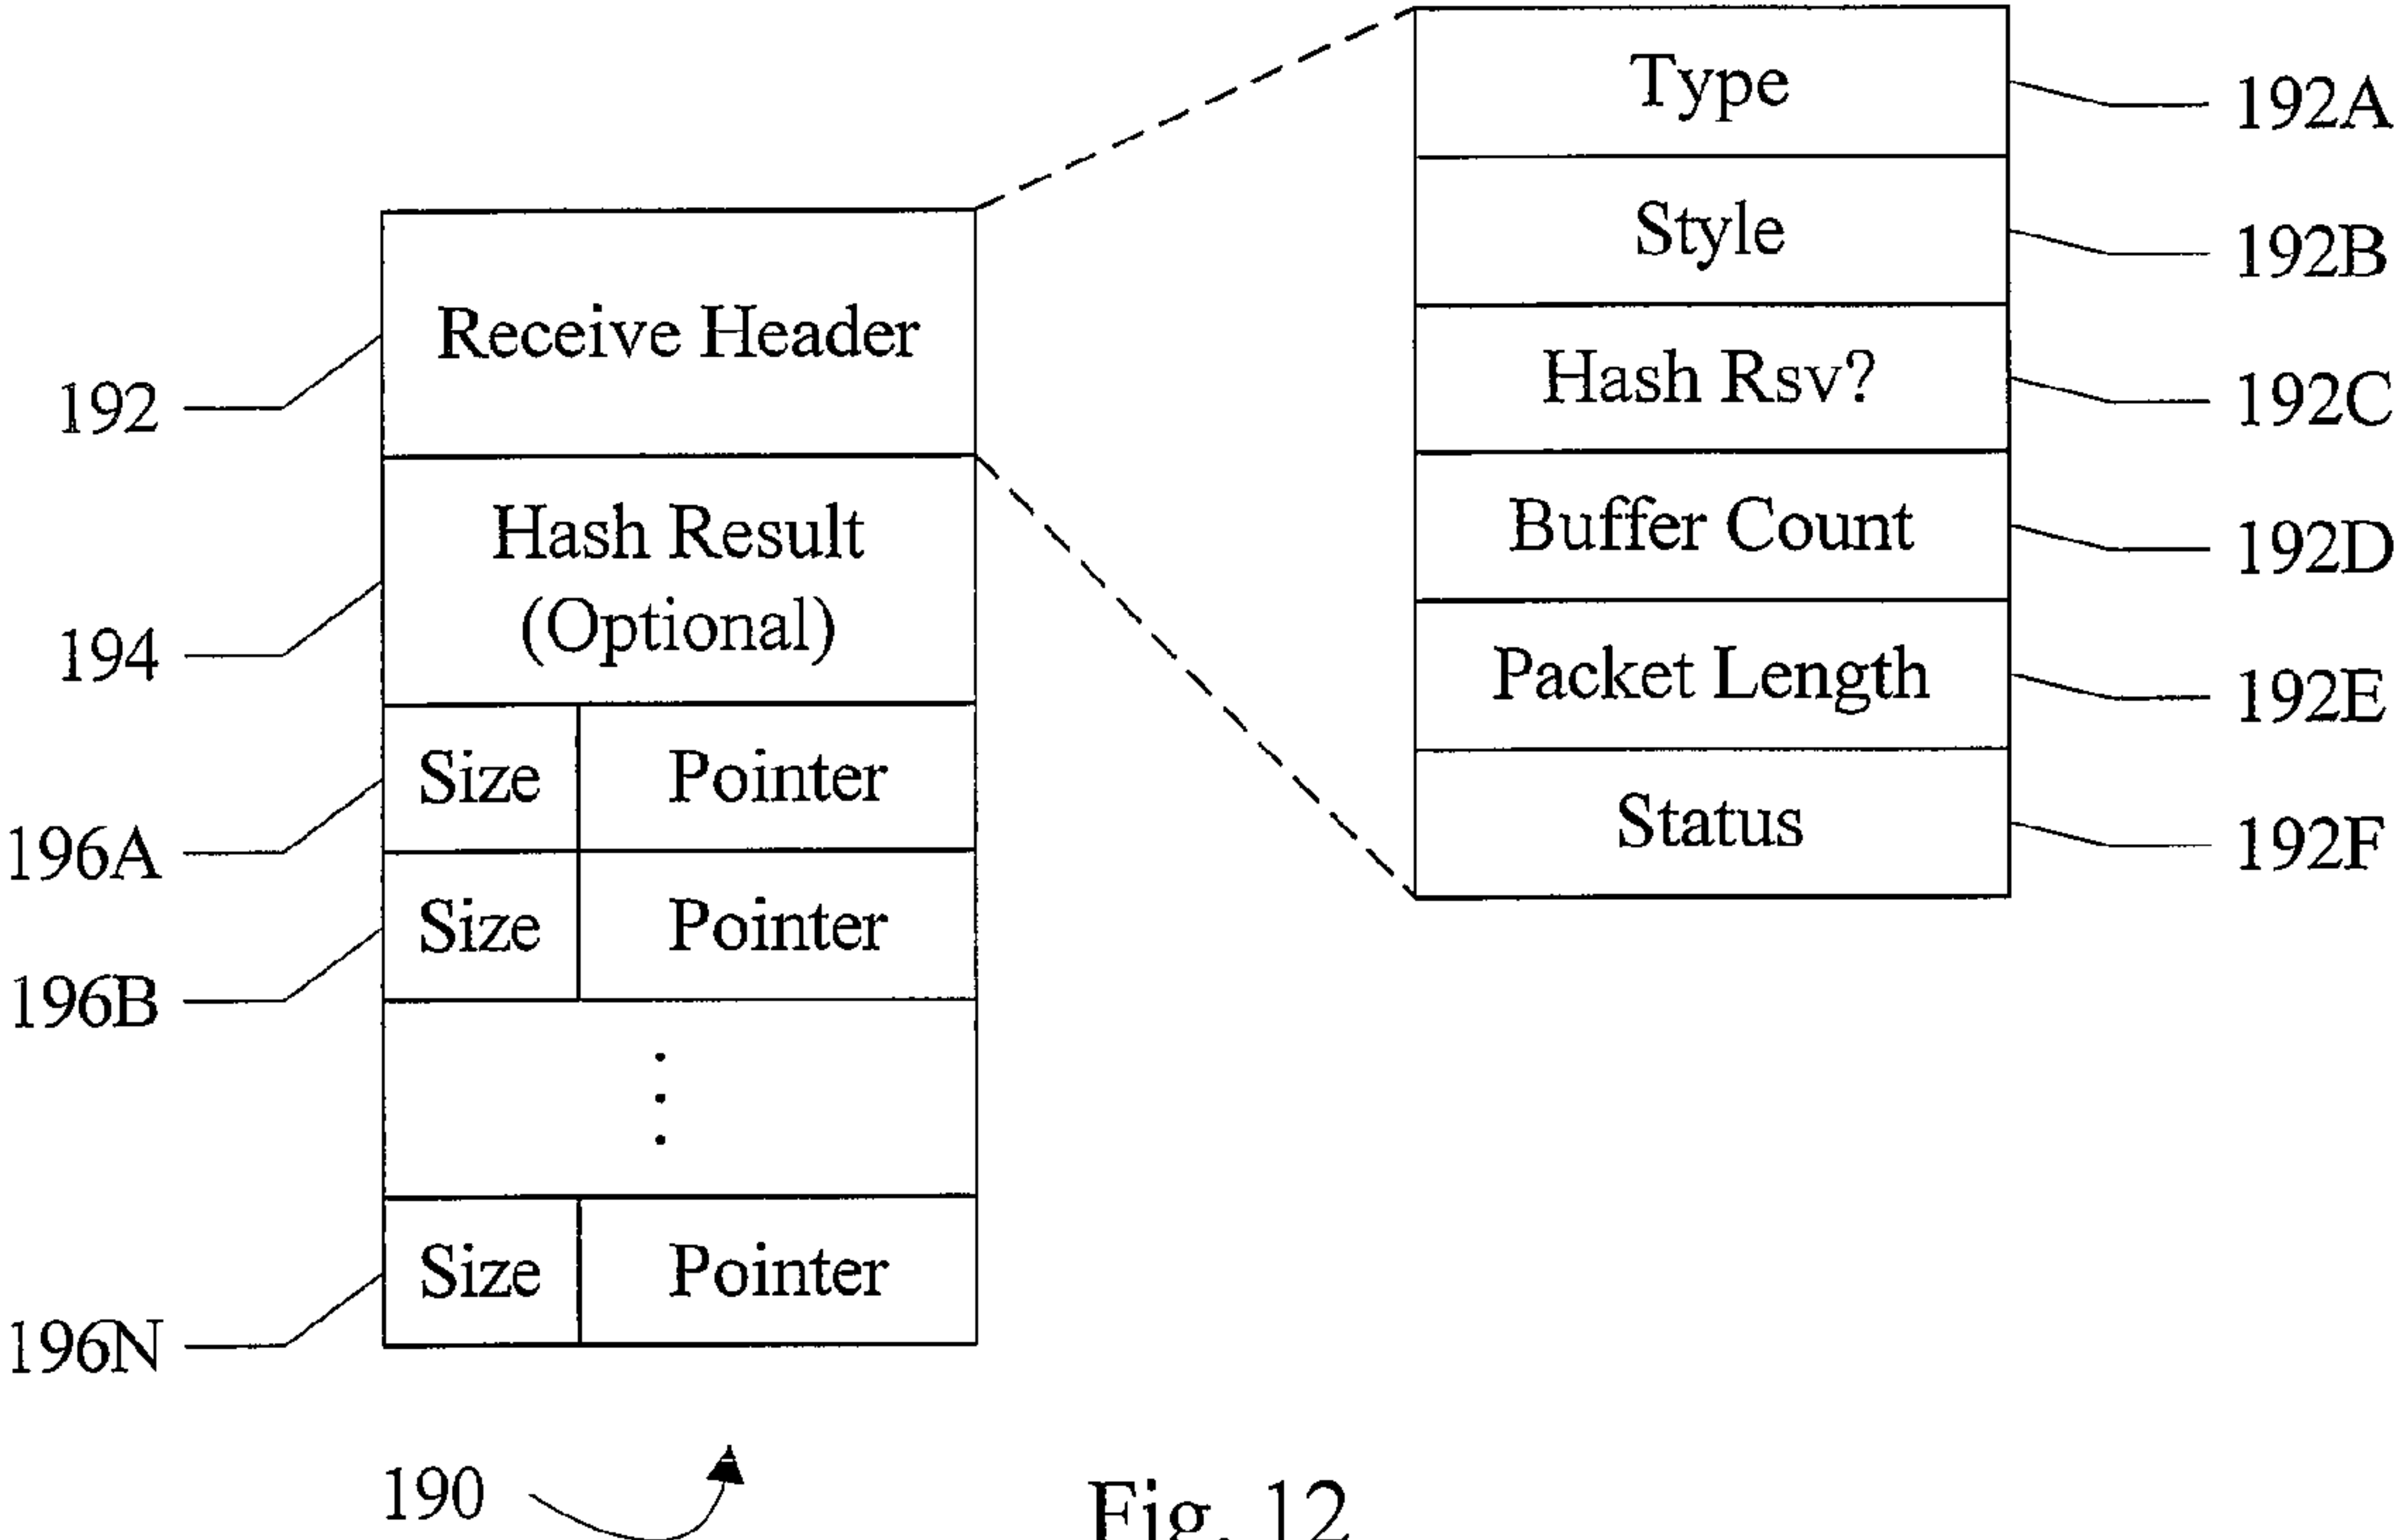 Type
192A
Style
192B
Hash Rsv?
192C
Buffer Count
192D
Packet Length
192E
Status
192F
Receive Header
192
Hash Result
(Optional)
194
Size Pointer
196A
Size Pointer
196B
Size Pointer
196N
190
Fig. 12